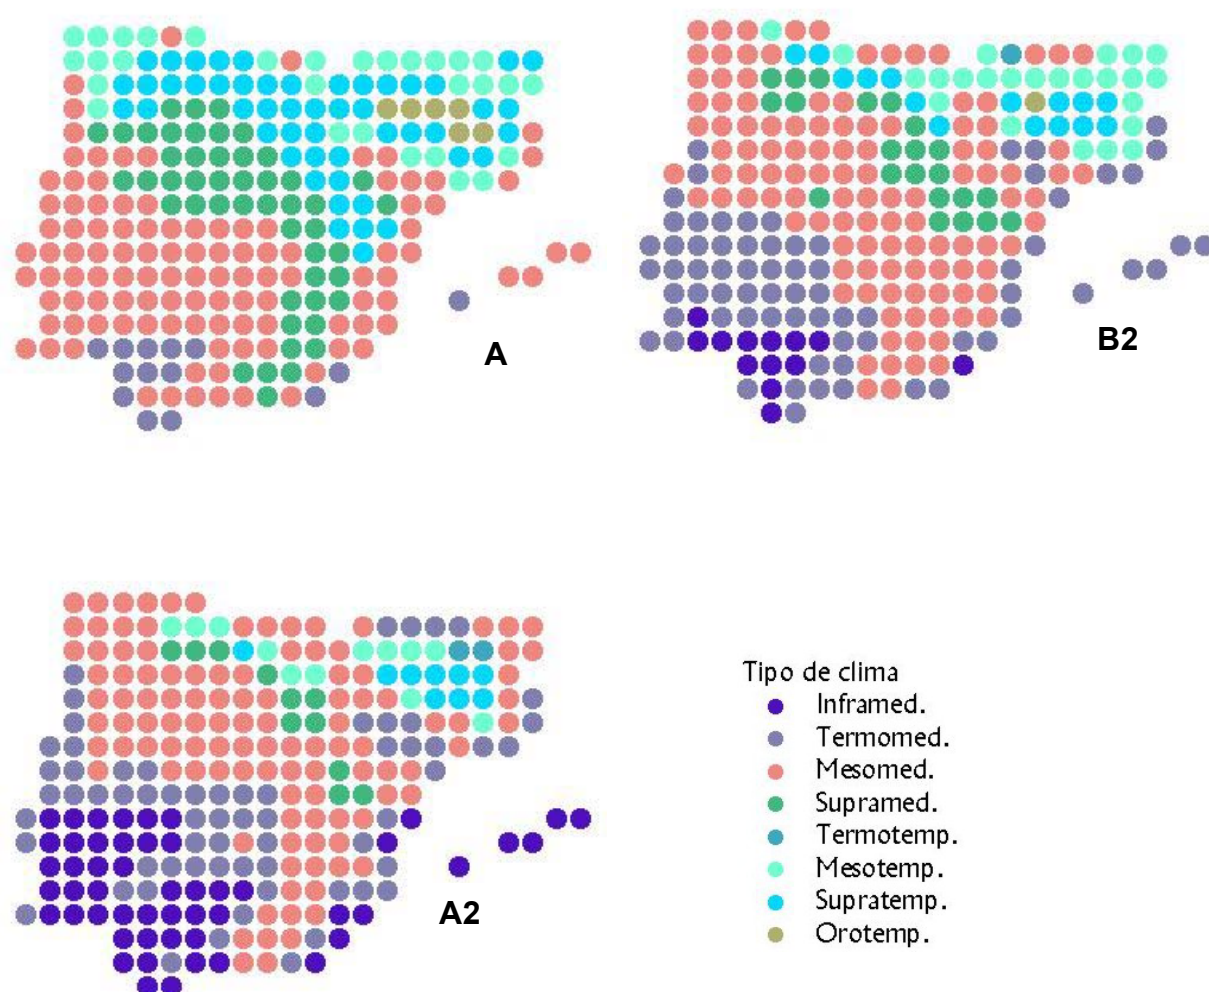 A
B2
A2
Tipo de clima
Inframed.
Termomed.
Mesomed.
Supramed.
Termotemp.
Mesotemp.
Supratemp.
Orotemp.